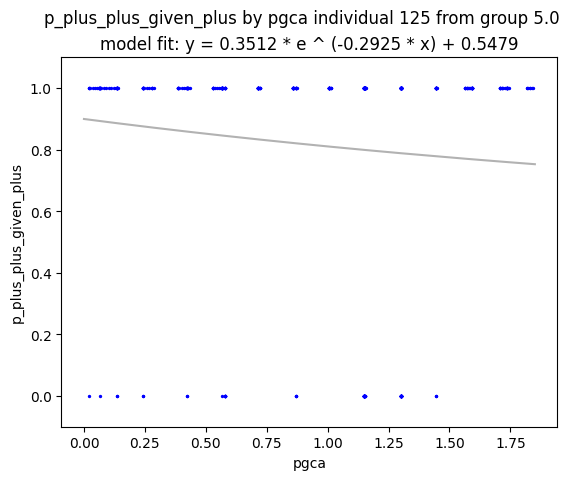 p_plus_plus_given_plus by pgca individual 125 from group 5.0
model fit: y = 0.3512 * e ^ (-0.2925 * x) + 0.5479
1.0
0.8
0.6
0.4
0.2
0.0
p_plus_plus_given_plus
0.00 0.25 0.50 0.75 1.00 1.25 1.50 1.75
pgca